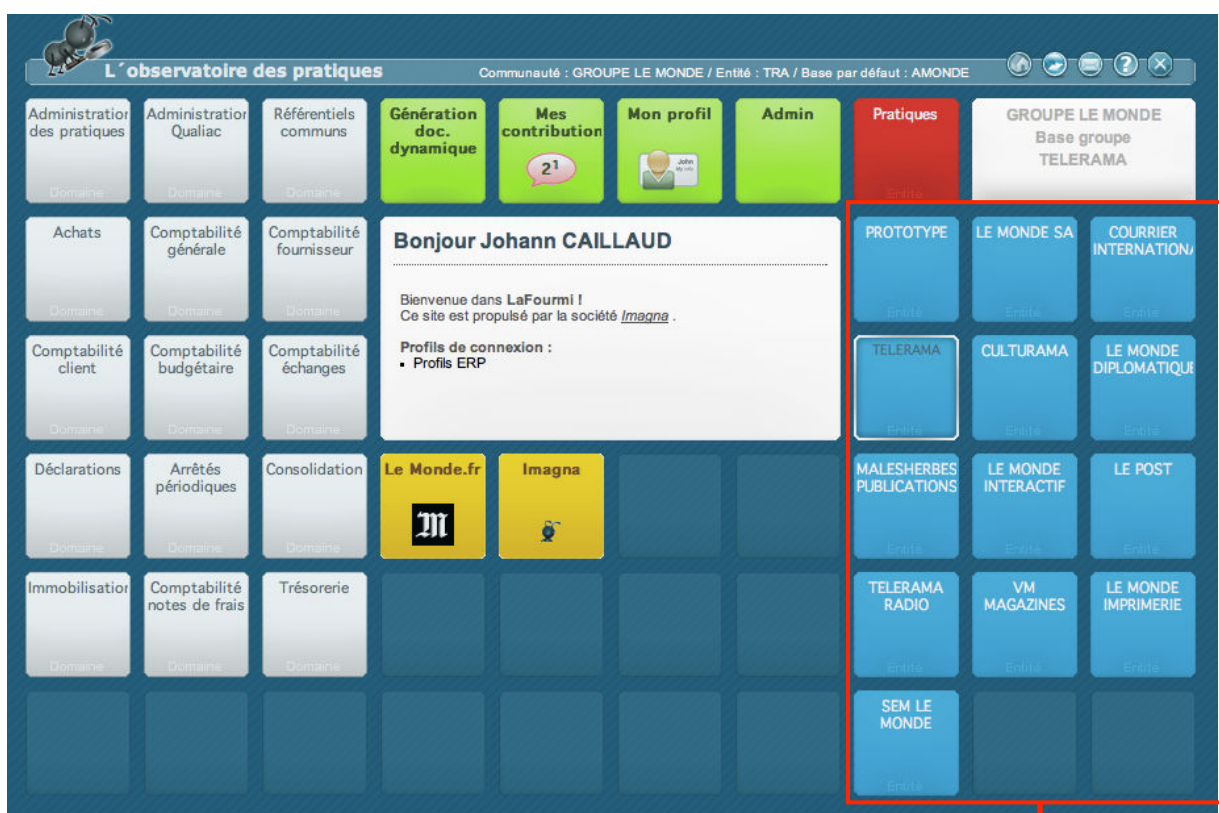 L´observatoire des pratiques
Communauté : GROUPE LE MONDE / Entité : TRA / Base par défaut : AMONDE
?
Administration
des pratiques
Domaine
Administration
Qualiac
Domaine
Référentiels
communs
Domaine
Génération
doc.
dynamique
Mes
contribution
2¹
Mon profil
John
Admin
Pratiques
Entité
GROUPE LE MONDE
Base groupe
TELERAMA
Achats
Domaine
Comptabilité
générale
Domaine
Comptabilité
fournisseur
Domaine
Bonjour Johann CAILLAUD
Bienvenue dans LaFourmi !
Ce site est propulsé par la société Imagna .
Profils de connexion :
Profils ERP
PROTOTYPE
Entité
LE MONDE SA
Entité
COURRIER
INTERNATION
Entité
Comptabilité
client
Domaine
Comptabilité
budgétaire
Domaine
Comptabilité
échanges
Domaine
TELERAMA
Entité
CULTURAMA
Entité
LE MONDE
DIPLOMATIQUE
Entité
Déclarations
Domaine
Arrêtés
périodiques
Domaine
Consolidation
Domaine
Le Monde.fr
M
Imagna
MALESHERBES
PUBLICATIONS
Entité
LE MONDE
INTERACTIF
Entité
LE POST
Entité
Immobilisation
Domaine
Comptabilité
notes de frais
Domaine
Trésorerie
Domaine
TELERAMA
RADIO
Entité
VM
MAGAZINES
Entité
LE MONDE
IMPRIMERIE
Entité
SEM LE
MONDE
Entité